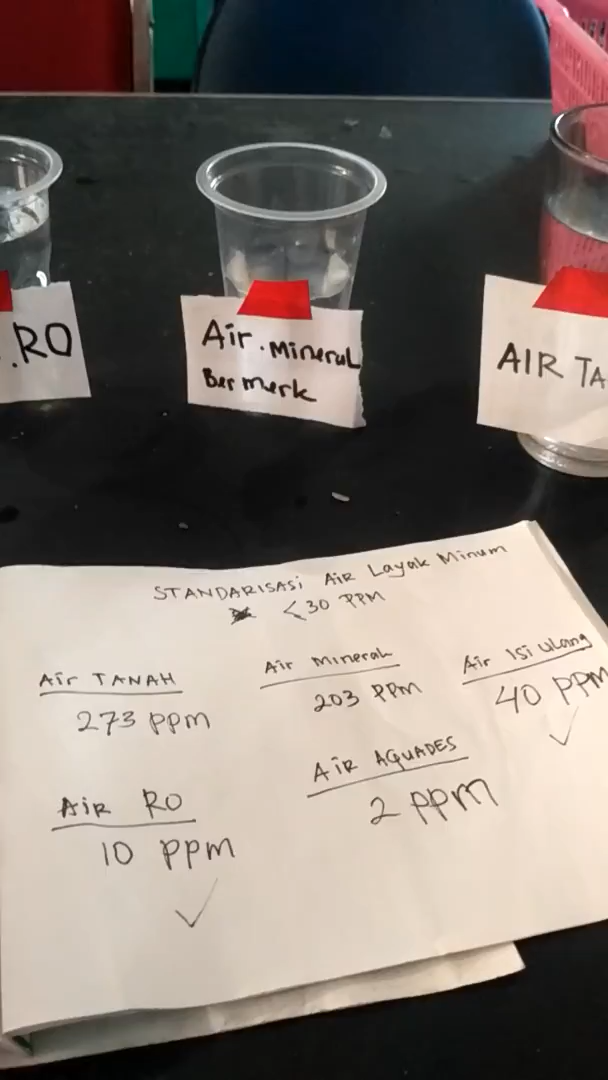 .RO
Air.Mineral
Bermerk
AIR TA
STANDARISASi AiR Layak Minum
<30 PPM
Air TANAH
273 PPM
Air Mineral
203 PPM
Air Isi Ulang
40 PPM
AiR RO
10 PPM
AiR AQUADES
2 PPM